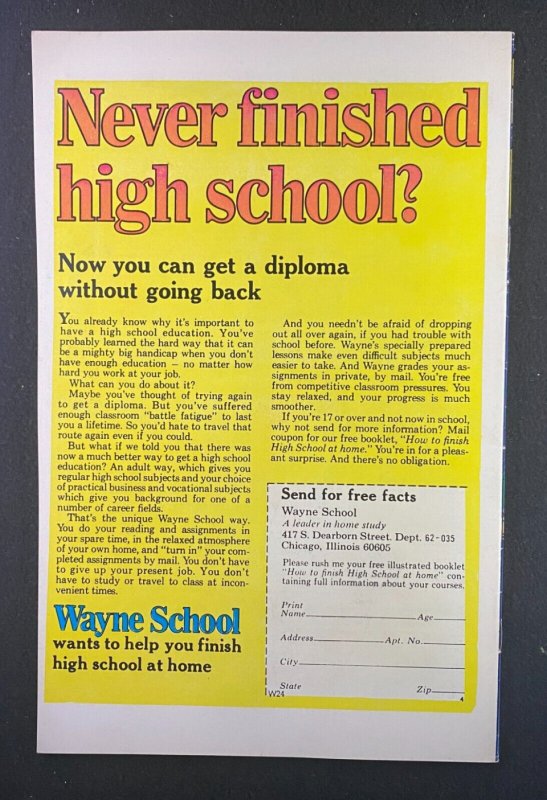 Never finished
high school?
Now you can get a diploma
without going back
You already know why it's important to
have a high school education. You've
probably learned the hard way that it can
be a mighty big handicap when you don't
have enough education — no matter how
hard you work at your job.
What can you do about it?
Maybe you've thought of trying again
to get a diploma. But you've suffered
enough classroom "battle fatigue" to last
you a lifetime. So you'd hate to travel that
route again even if you could.
But what if we told you that there was
now a much better way to get a high school
education? An adult way, which gives you
regular high school subjects and your choice
of practical business and vocational subjects
which give you background for one of a
number of career fields.
That's the unique Wayne School way.
You do your reading and assignments in
your spare time, in the relaxed atmosphere
of your own home, and "turn in" your com-
pleted assignments by mail. You don't have
to give up your present job. You don't
have to study or travel to class at incon-
venient times.
Wayne School
wants to help you finish
high school at home
And you needn't be afraid of dropping
out all over again, if you had trouble with
school before. Wayne's specially prepared
lessons make even difficult subjects much
easier to take. And Wayne grades your as-
signments in private, by mail. You're free
from competitive classroom pressures. You
stay relaxed, and your progress is much
smoother.
If you're 17 or over and not now in school,
why not send for more information? Mail
coupon for our free booklet, "How to finish
High School at home." You're in for a pleas-
ant surprise. And there's no obligation.
Send for free facts
Wayne School
A leader in home study
417 S. Dearborn Street. Dept. 62-035
Chicago, Illinois 60605
Please rush me your free illustrated booklet
"How to finish High School at home" con-
taining full information about your courses.
Print
Name Age
Address Apt. No.
City
State Zip
W24 4